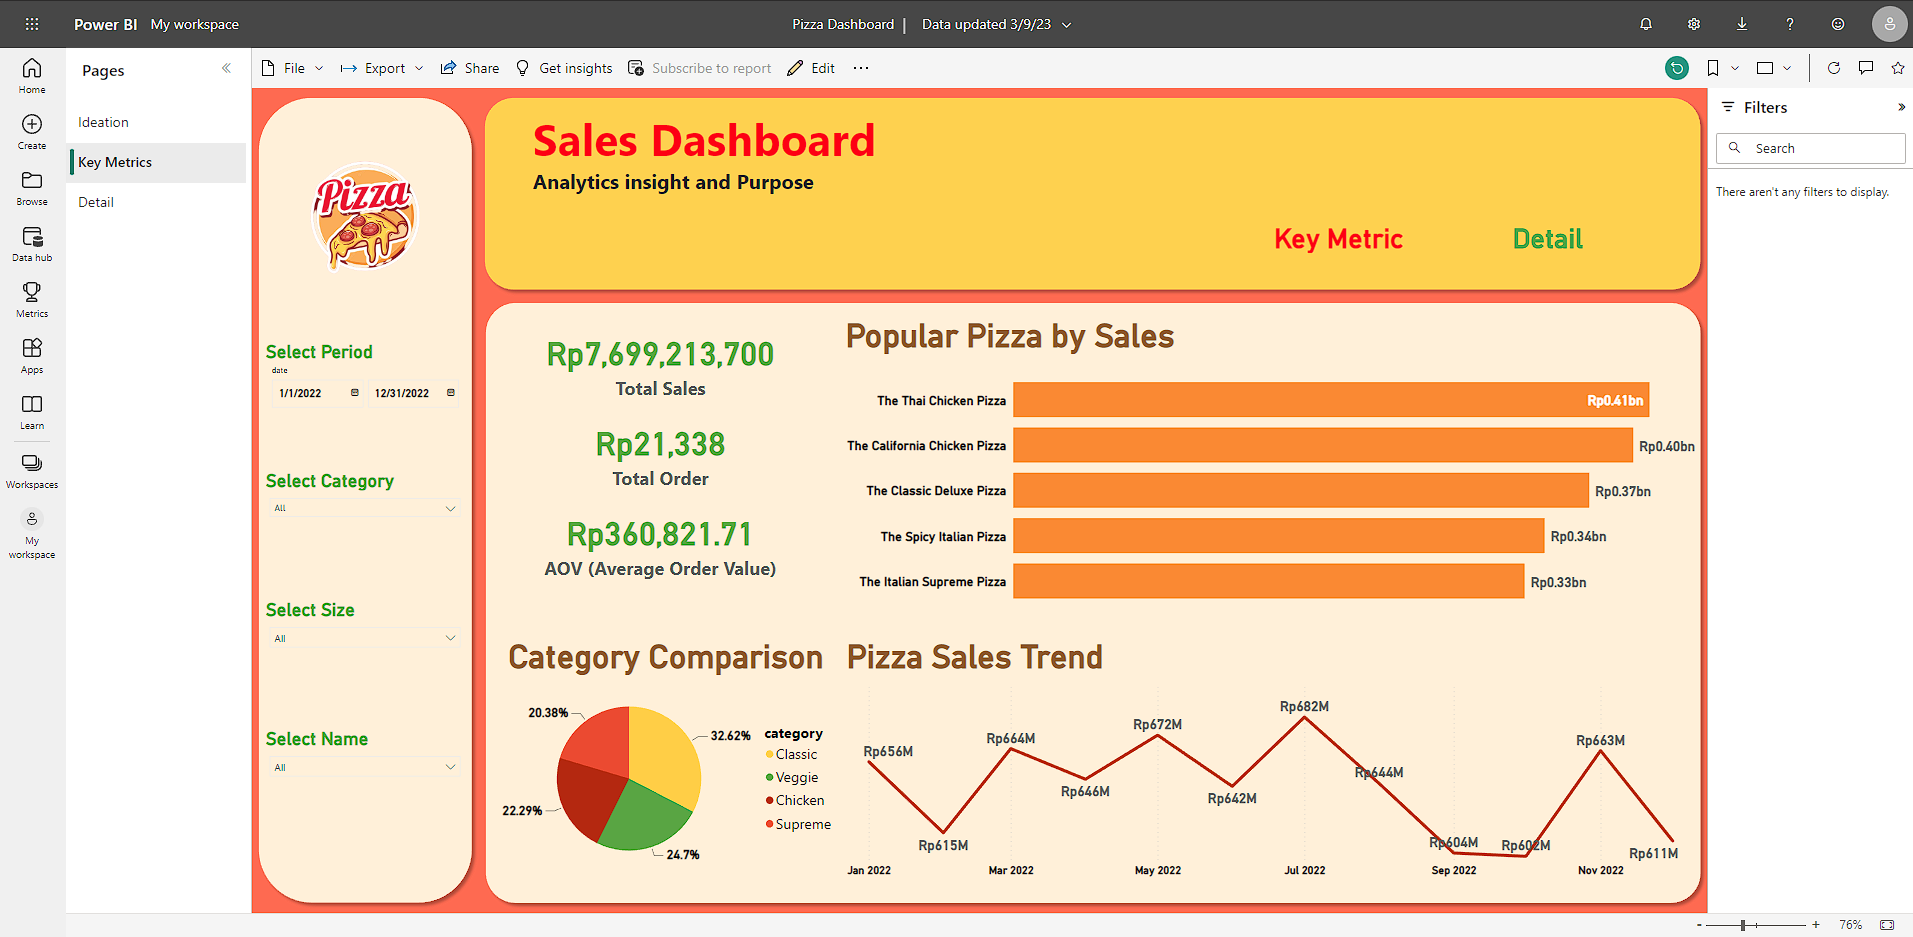 Power BI My workspace
Pizza Dashboard | Data updated 3/9/23
?
Home
Create
Browse
Data hub
Metrics
Apps
Learn
Workspaces
My
workspace
Pages
Ideation
Key Metrics
Detail
File Export Share Get insights Subscribe to report Edit ...
Pizza
Select Period
date
1/1/2022 12/31/2022
Select Category
All
Select Size
All
Select Name
All
Sales Dashboard
Analytics insight and Purpose
Key Metric Detail
Rp7,699,213,700
Total Sales
Rp21,338
Total Order
Rp360,821.71
AOV (Average Order Value)
Popular Pizza by Sales
The Thai Chicken Pizza Rp0.41bn
The California Chicken Pizza Rp0.40bn
The Classic Deluxe Pizza Rp0.37bn
The Spicy Italian Pizza Rp0.34bn
The Italian Supreme Pizza Rp0.33bn
Category Comparison
20.38%
32.62%
22.29%
24.7%
category
Classic
Veggie
Chicken
Supreme
Pizza Sales Trend
Rp656M
Rp615M
Rp664M
Rp646M
Rp672M
Rp642M
Rp682M
Rp644M
Rp604M
Rp602M
Rp663M
Rp611M
Jan 2022 Mar 2022 May 2022 Jul 2022 Sep 2022 Nov 2022
Filters
Search
There aren't any filters to display.
- + 76%